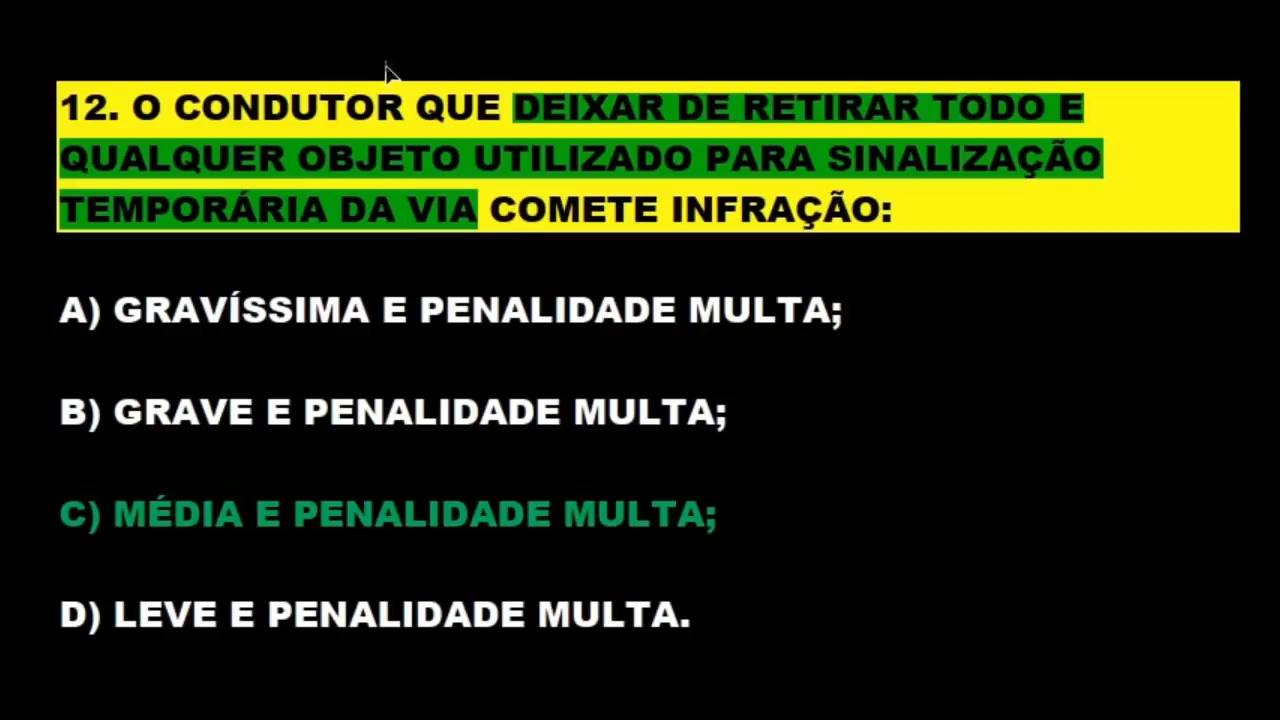 12. O CONDUTOR QUE DEIXAR DE RETIRAR TODO E
QUALQUER OBJETO UTILIZADO PARA SINALIZAÇÃO
TEMPORÁRIA DA VIA COMETE INFRAÇÃO:
A) GRAVÍSSIMA E PENALIDADE MULTA;
B) GRAVE E PENALIDADE MULTA;
C) MÉDIA E PENALIDADE MULTA;
D) LEVE E PENALIDADE MULTA.